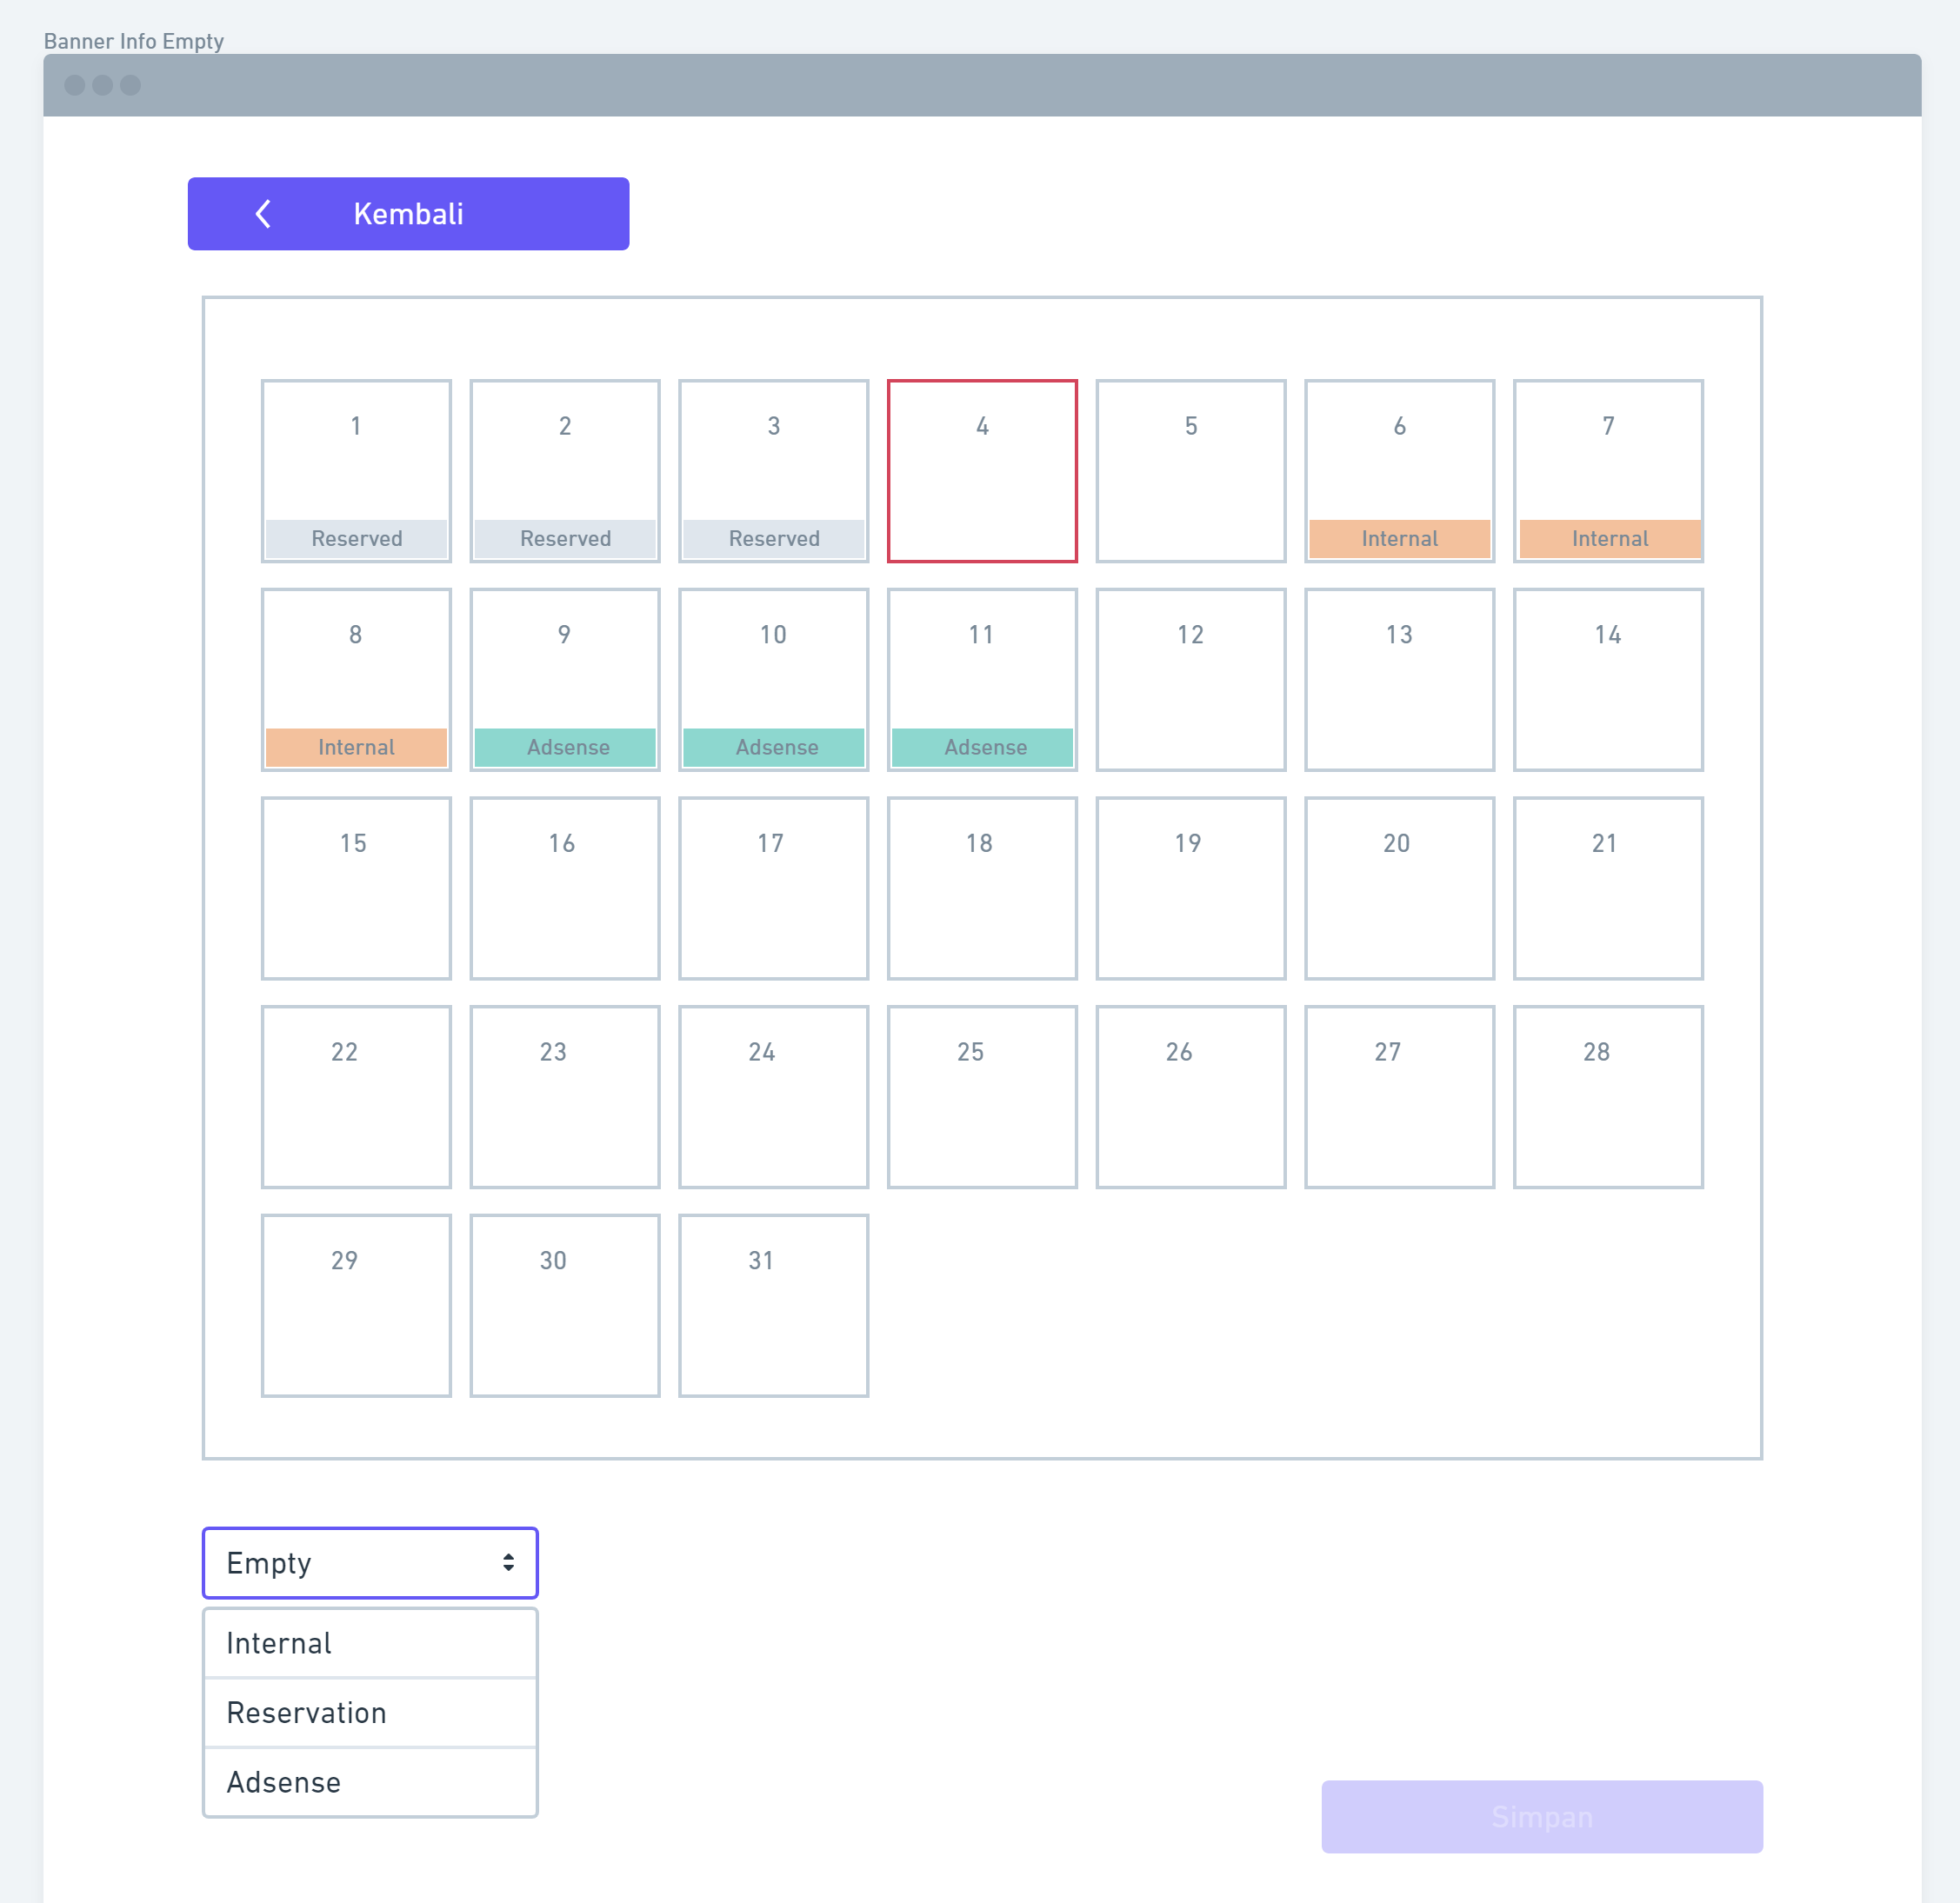 Banner Info Empty
Kembali
1 2 3 4 5 6 7
Reserved Reserved Reserved Internal Internal
8 9 10 11 12 13 14
Internal Adsense Adsense Adsense
15 16 17 18 19 20 21
22 23 24 25 26 27 28
29 30 31
Empty
Internal
Reservation
Adsense
Simpan